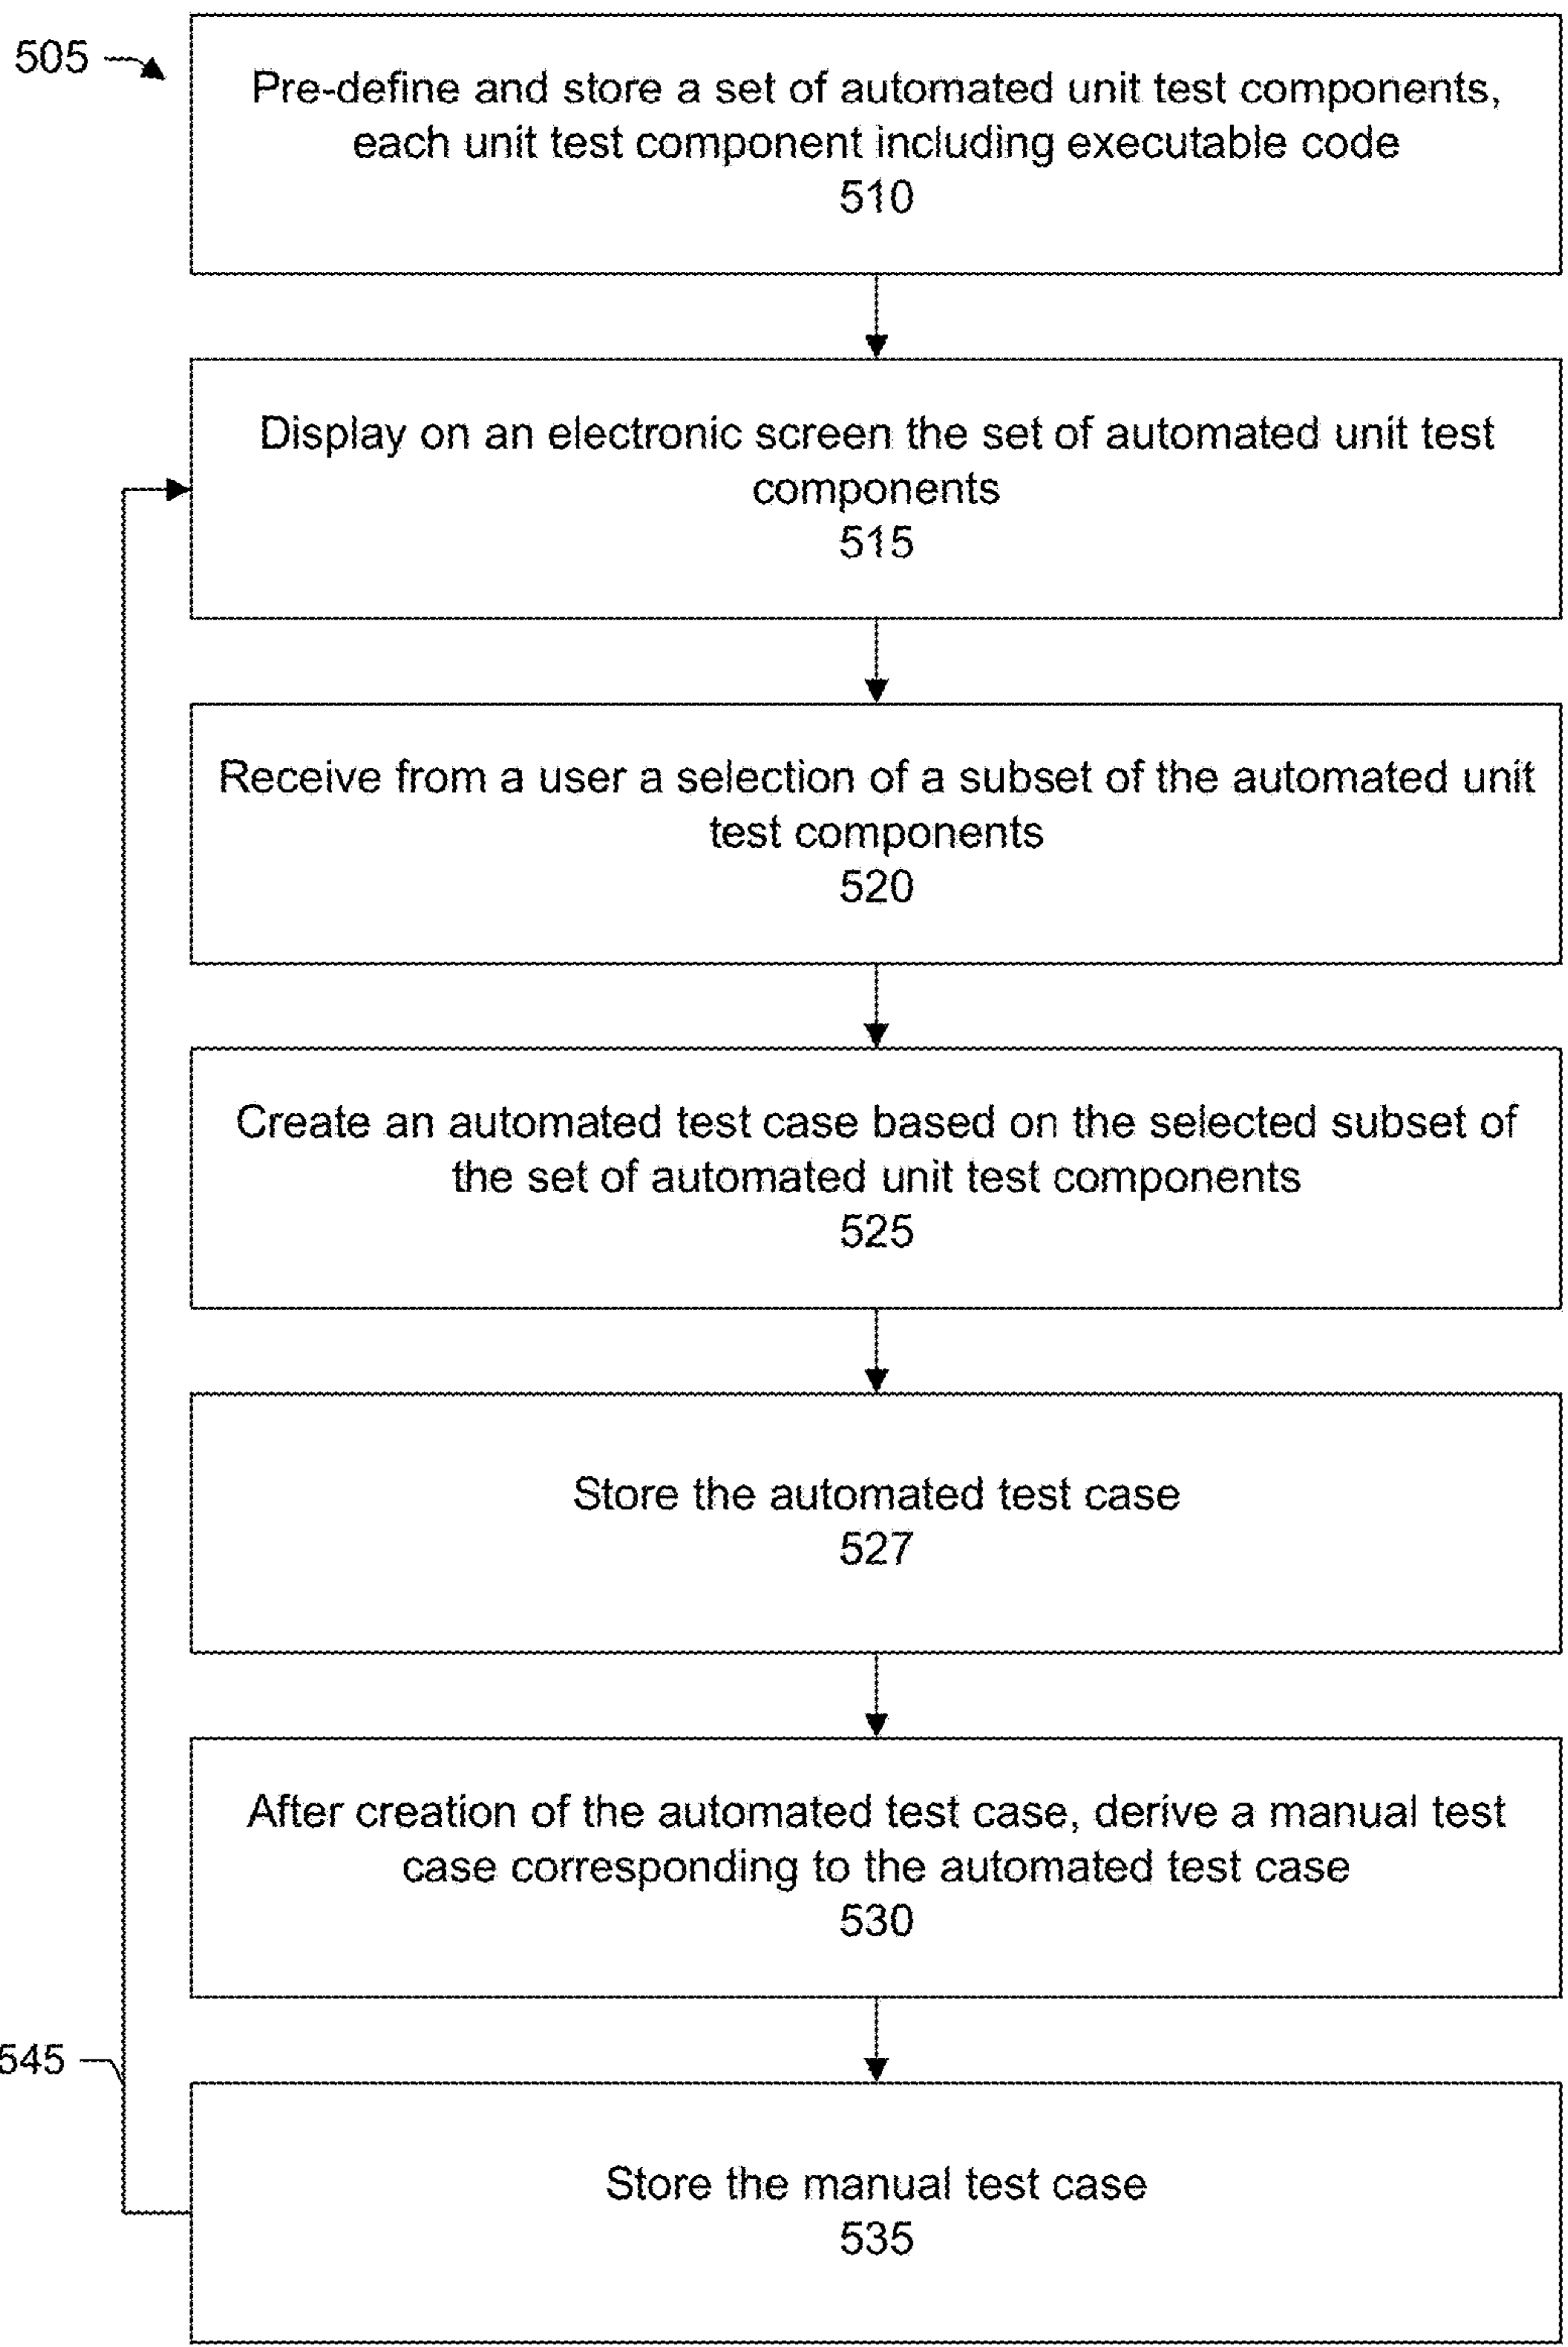 505
Pre-define and store a set of automated unit test components,
each unit test component including executable code
510
Display on an electronic screen the set of automated unit test
components
515
Receive from a user a selection of a subset of the automated unit
test components
520
Create an automated test case based on the selected subset of
the set of automated unit test components
525
Store the automated test case
527
After creation of the automated test case, derive a manual test
case corresponding to the automated test case
530
545
Store the manual test case
535